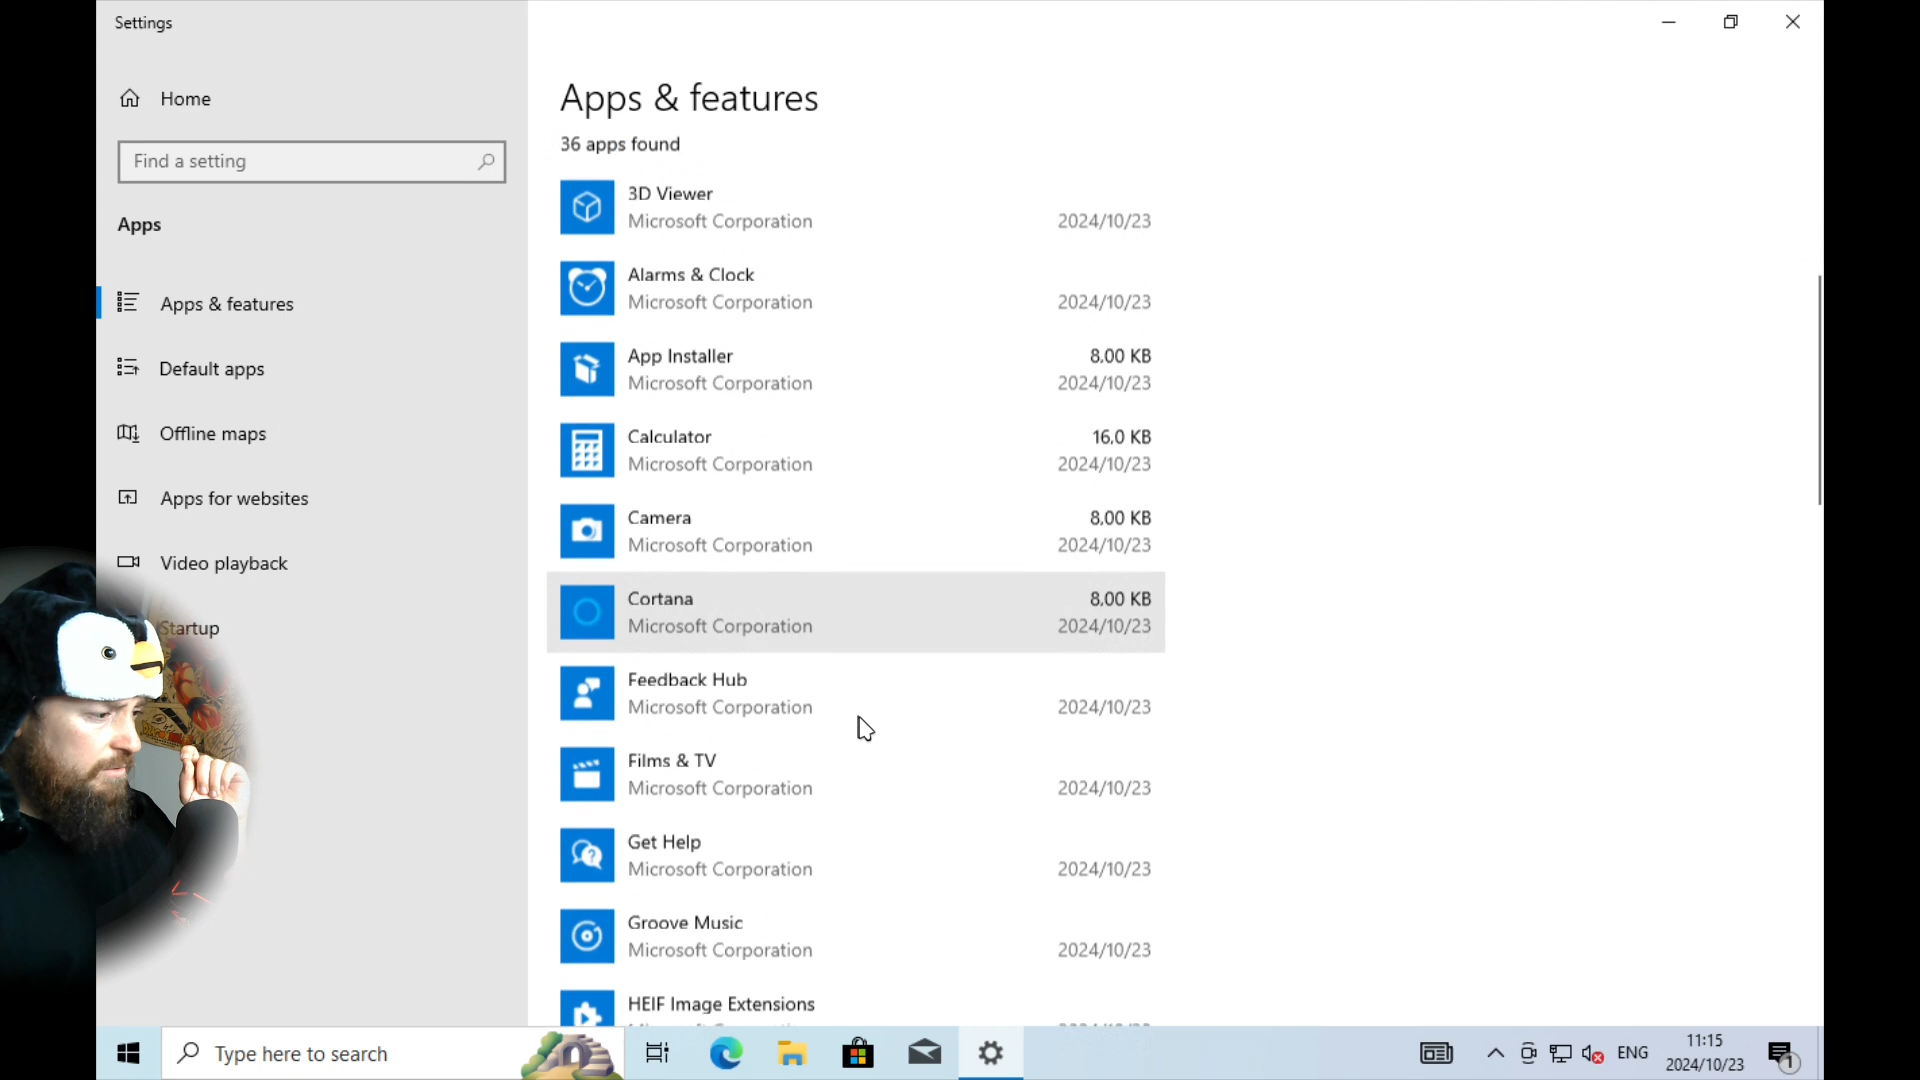 Settings
Home
Find a setting
Apps
Apps & features
Default apps
Offline maps
Apps for websites
Video playback
Startup
Apps & features
36 apps found
3D Viewer
Microsoft Corporation 2024/10/23
Alarms & Clock
Microsoft Corporation 2024/10/23
App Installer 8,00 KB
Microsoft Corporation 2024/10/23
Calculator 16,0 KB
Microsoft Corporation 2024/10/23
Camera 8,00 KB
Microsoft Corporation 2024/10/23
Cortana 8,00 KB
Microsoft Corporation 2024/10/23
Feedback Hub
Microsoft Corporation 2024/10/23
Films & TV
Microsoft Corporation 2024/10/23
Get Help
Microsoft Corporation 2024/10/23
Groove Music
Microsoft Corporation 2024/10/23
HEIF Image Extensions
Type here to search
ENG
11:15
2024/10/23
1